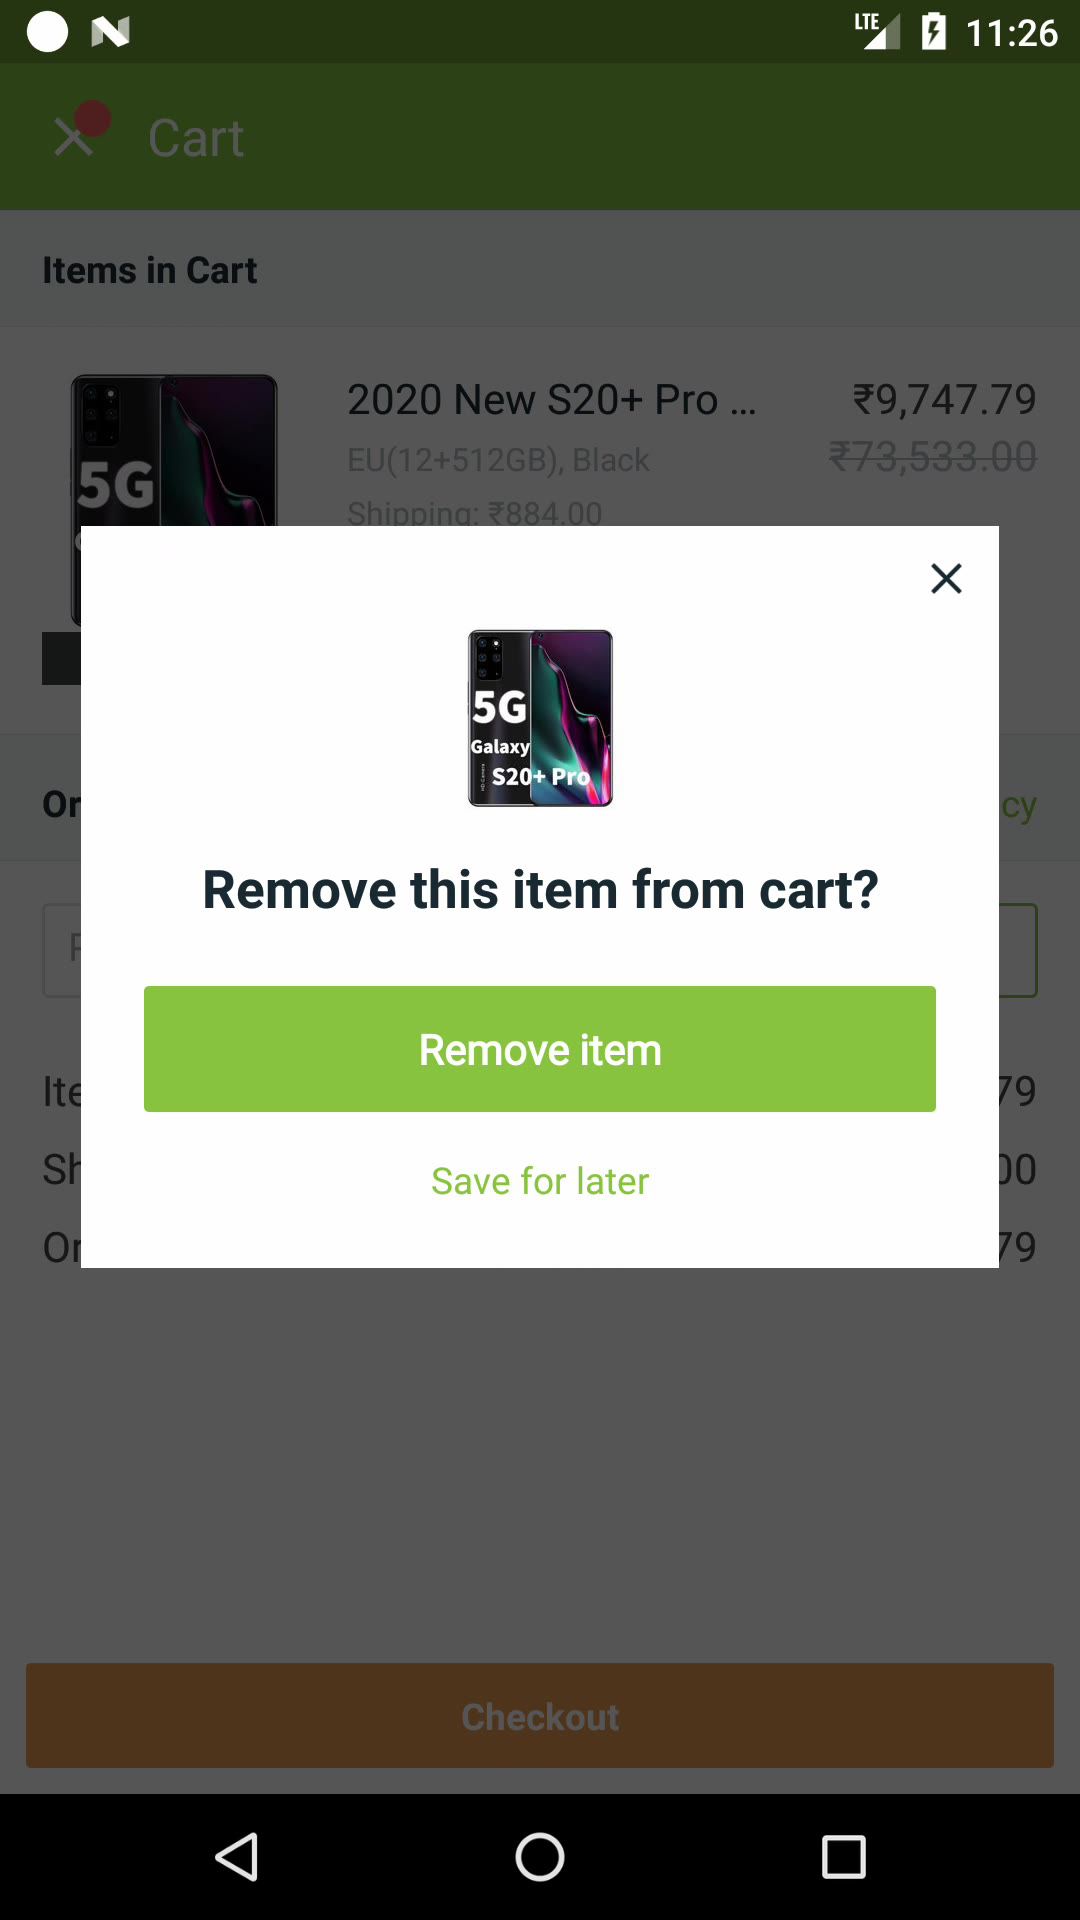 LTE 11:26
Cart
Items in Cart
5G
2020 New S20+ Pro ... ₹9,747.79
EU(12+512GB), Black ₹73,533.00
Shipping: ₹884.00
5G
Galaxy
S20+ Pro
Or cy
Remove this item from cart?
Remove item
Ite 79
Save for later
Sh 00
Or 79
Checkout